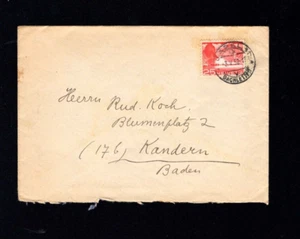 Herrn Rud. Koch.
Blumenplatz 2
(17b) Kandern
Baden